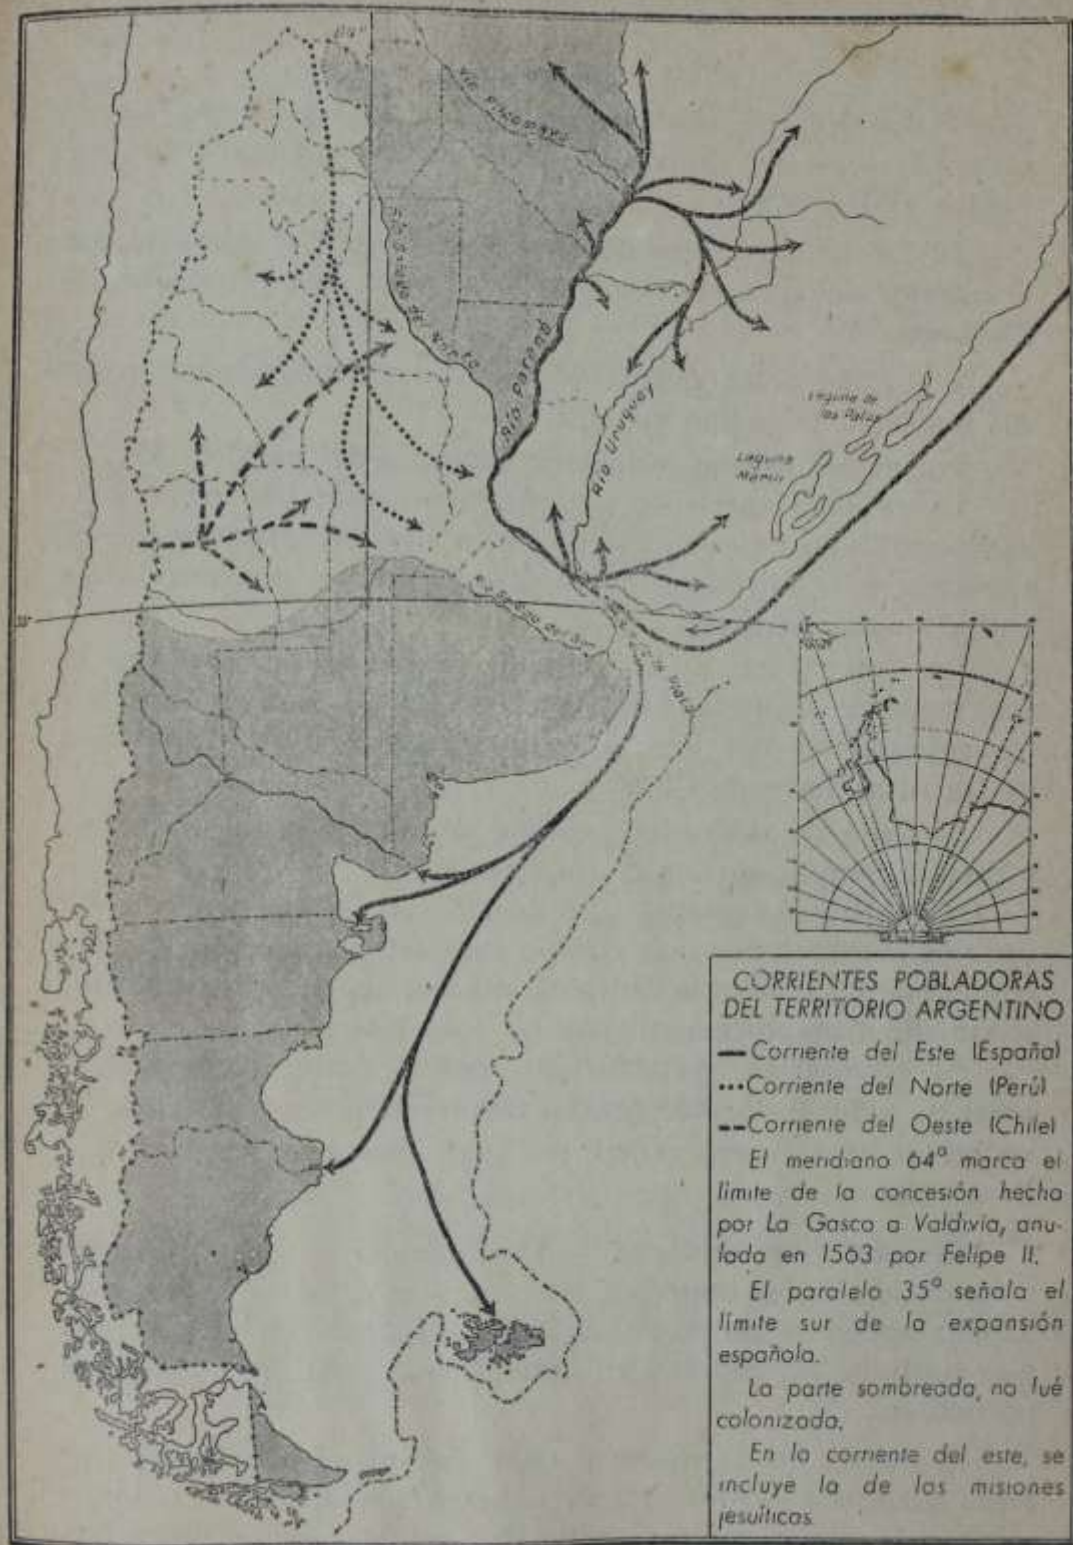 64°
Río Pilcomayo
Río Salado del Norte
Río Paraná
Río Uruguay
Laguna de
los Patos
Laguna
Merin
35°
Río Salado del Sur
Río de la Plata
CORRIENTES POBLADORAS
DEL TERRITORIO ARGENTINO
Corriente del Este (España)
Corriente del Norte (Perú)
Corriente del Oeste (Chile)
El meridiano 64° marca el
límite de la concesión hecha
por La Gasca a Valdivia, anu-
lada en 1563 por Felipe II.
El paralelo 35° señala el
límite sur de la expansión
española.
La parte sombreada, no fué
colonizada.
En la corriente del este, se
incluye la de las misiones
jesuíticas